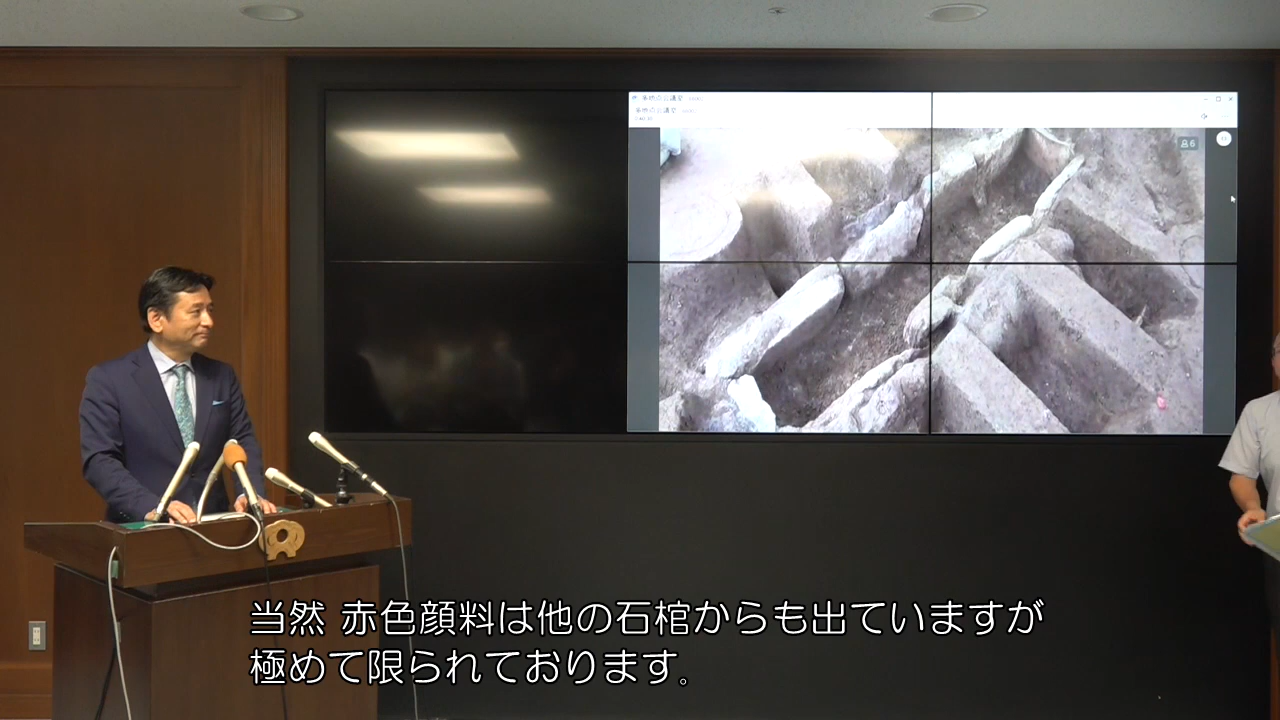 6
当然 赤色顔料は他の石棺からも出ていますが
極めて限られております。